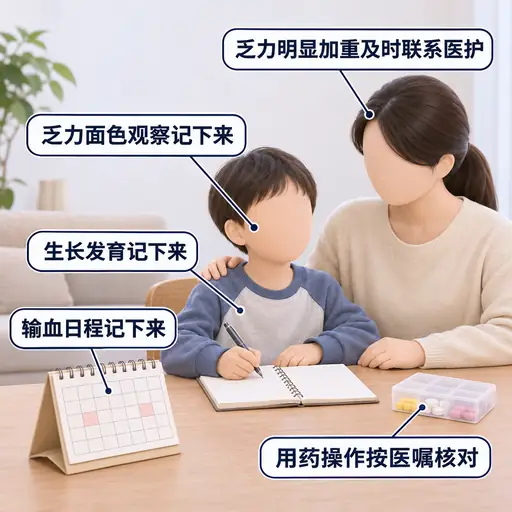 乏力明显加重及时联系医护
乏力面色观察记下来
生长发育记下来
输血日程记下来
用药操作按医嘱核对